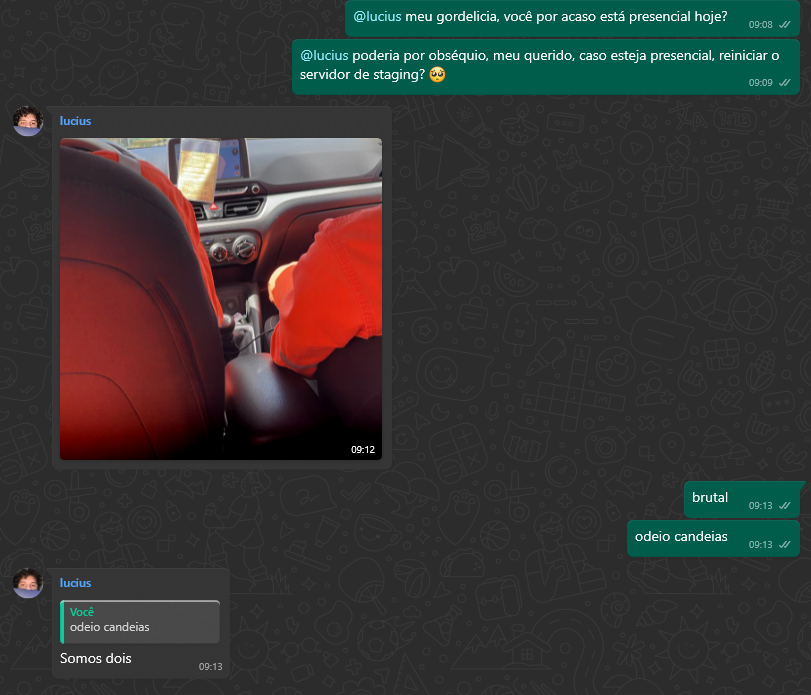 @lucius meu gordelicia, você por acaso está presencial hoje?
09:08
@lucius poderia por obséquio, meu querido, caso esteja presencial, reiniciar o
servidor de staging? 🥺
09:09
lucius
09:12
brutal
09:13
odeio candeias
09:13
lucius
Você
odeio candeias
Somos dois
09:13